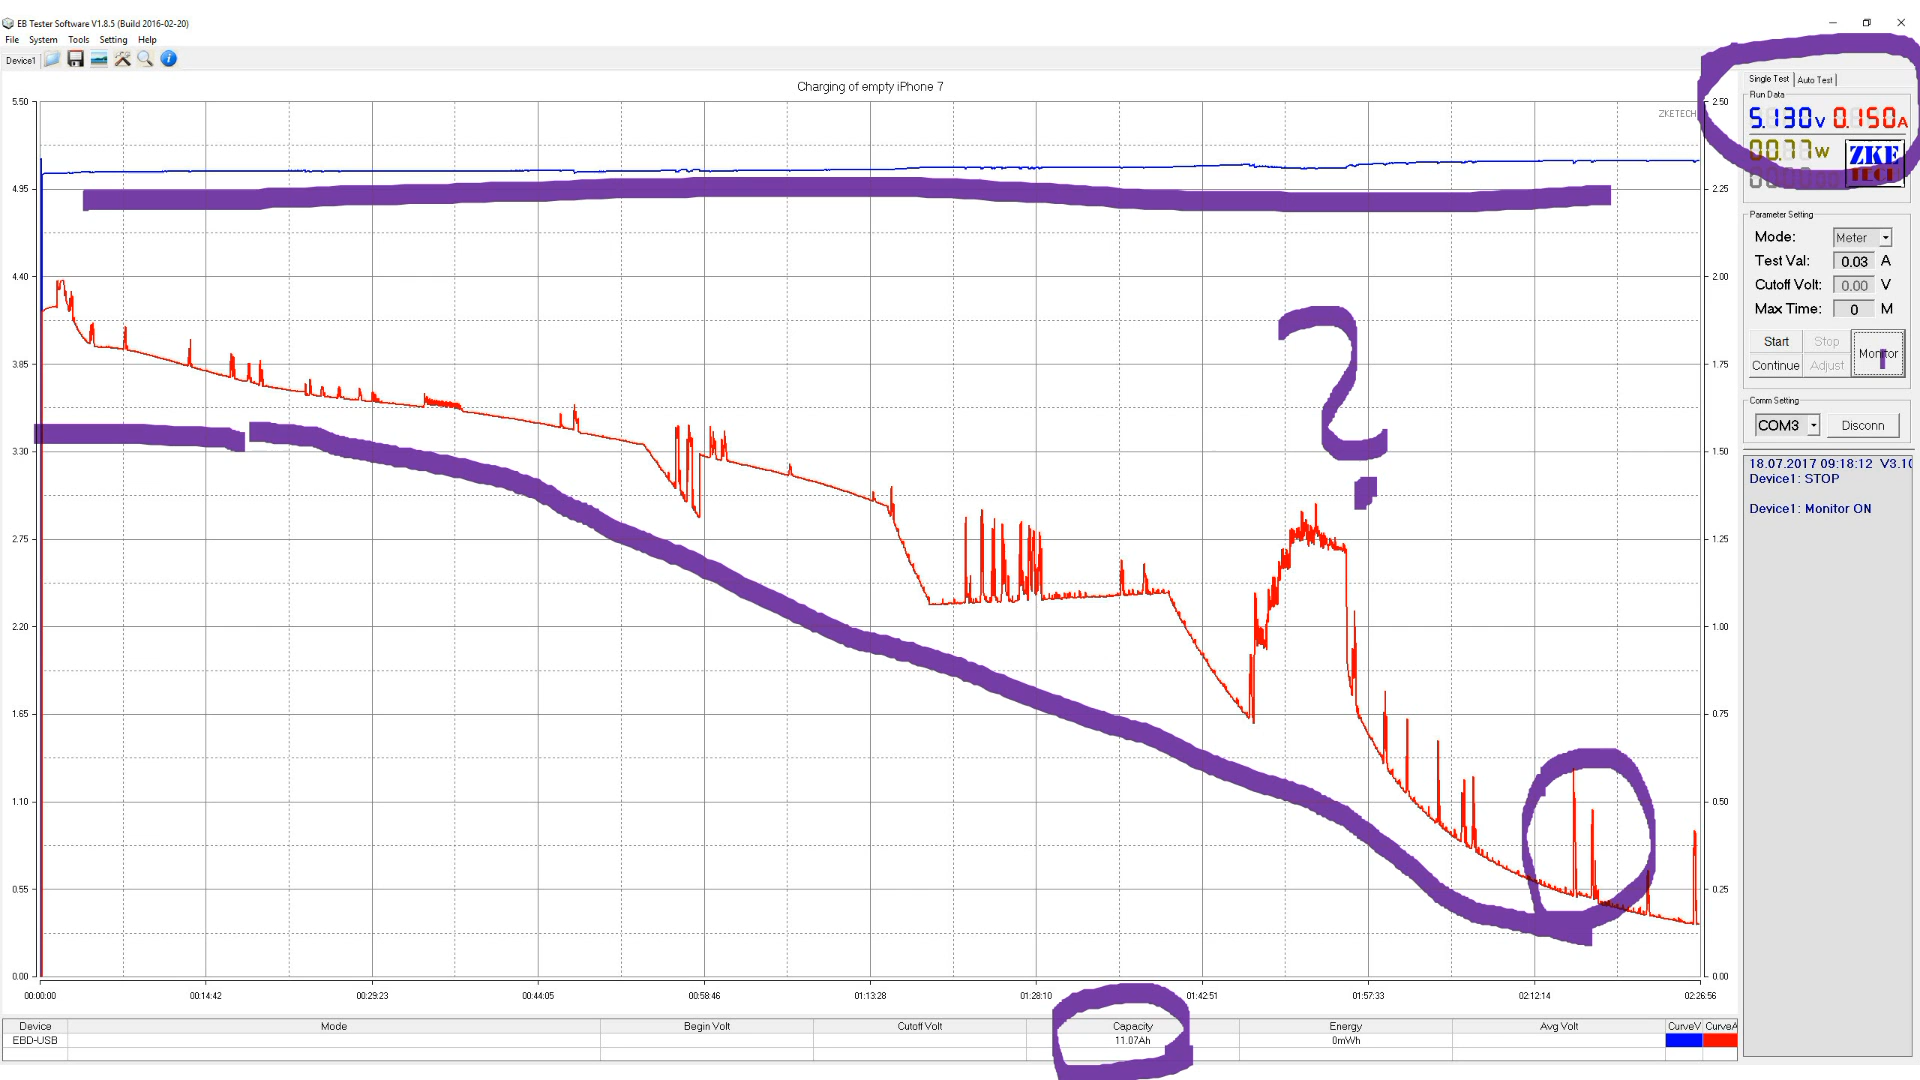 EB Tester Software V1.8.5 (Build 2016-02-20)
File System Tools Setting Help
Device1
Charging of empty iPhone 7
ZKETECH
5.50
4.95
4.40
3.85
3.30
2.75
2.20
1.65
1.10
0.55
0.00
2.50
2.25
2.00
1.75
1.50
1.25
1.00
0.75
0.50
0.25
0.00
?
00:00:00 00:14:42 00:29:23 00:44:05 00:58:46 01:13:28 01:28:10 01:42:51 01:57:33 02:12:14 02:26:56
Device Mode Begin Volt Cutoff Volt Capacity Energy Avg Volt CurveV CurveA
EBD-USB 11.07Ah 0mWh
Single Test Auto Test
Run Data
5.130V 0.150A
00.77W ZKE
TECH
Parameter Setting
Mode: Meter
Test Val: 0.03 A
Cutoff Volt: 0.00 V
Max Time: 0 M
Start Stop Monitor
Continue Adjust
Comm Setting
COM3 Disconn
18.07.2017 09:18:12 V3.10
Device1: STOP
Device1: Monitor ON